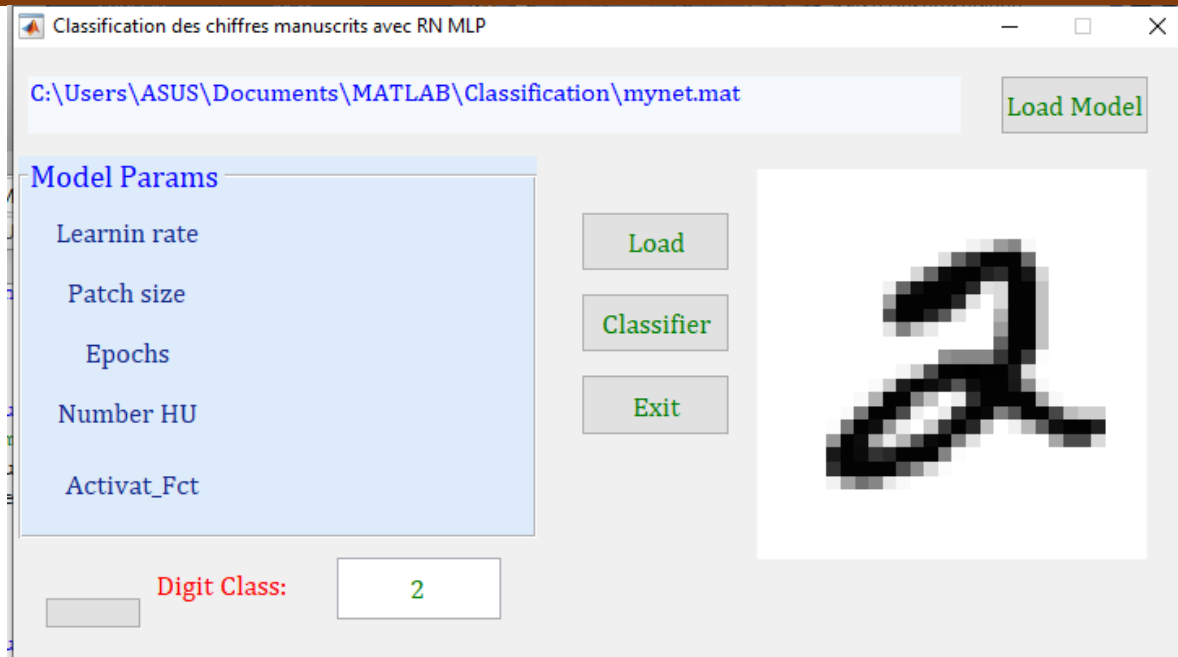 Classification des chiffres manuscrits avec RN MLP
C:\Users\ASUS\Documents\MATLAB\Classification\mynet.mat
Load Model
Model Params
Learnin rate
Patch size
Epochs
Number HU
Activat_Fct
Load
Classifier
Exit
2
Digit Class:
2